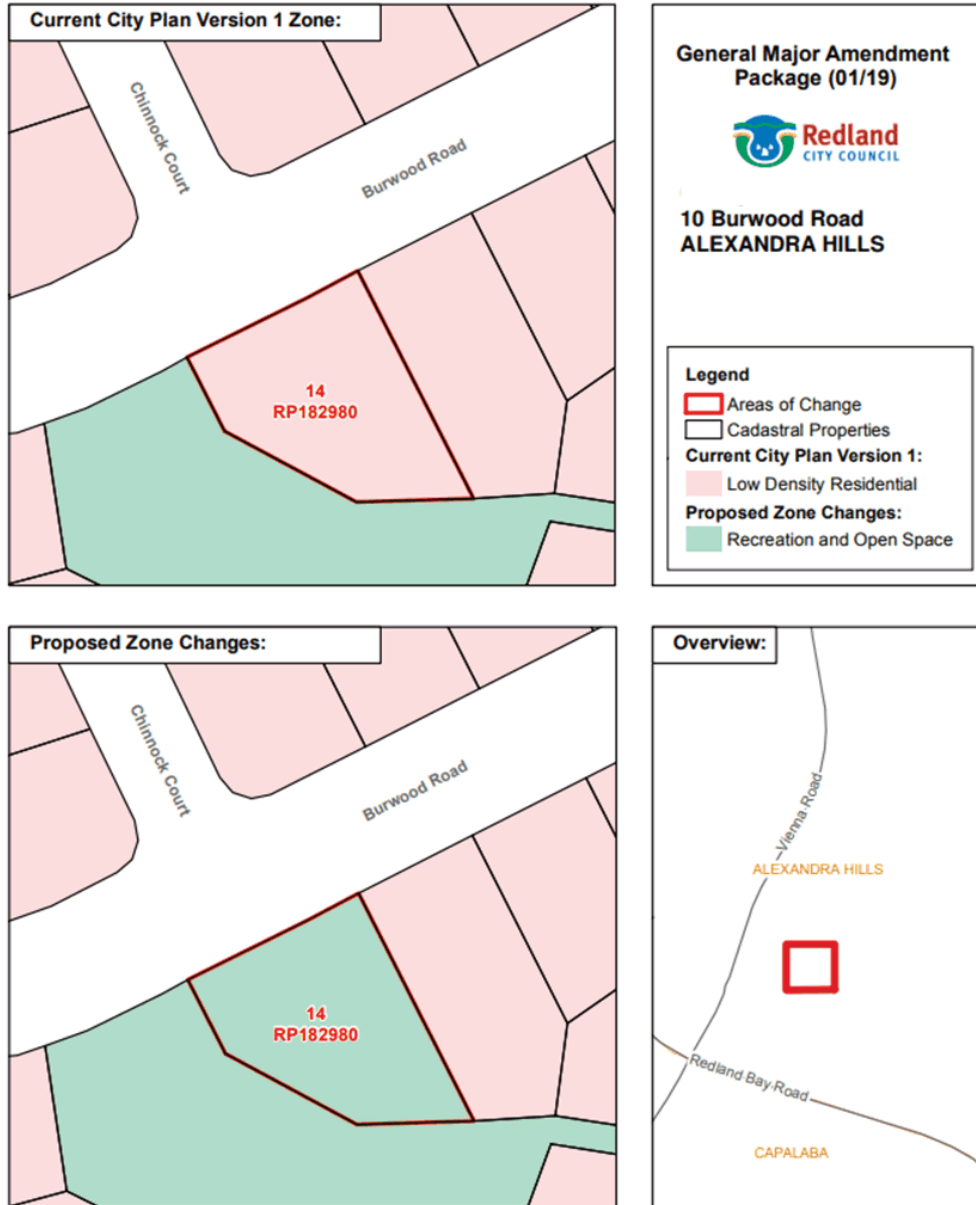 Current City Plan Version 1 Zone:
Chinnock Court
Burwood Road
14
RP182980
General Major Amendment
Package (01/19)
Redland
CITY COUNCIL
10 Burwood Road
ALEXANDRA HILLS
Legend
Areas of Change
Cadastral Properties
Current City Plan Version 1:
Low Density Residential
Proposed Zone Changes:
Recreation and Open Space
Proposed Zone Changes:
Chinnock Court
Burwood Road
14
RP182980
Overview:
Vienna Road
ALEXANDRA HILLS
Redland Bay Road
CAPALABA